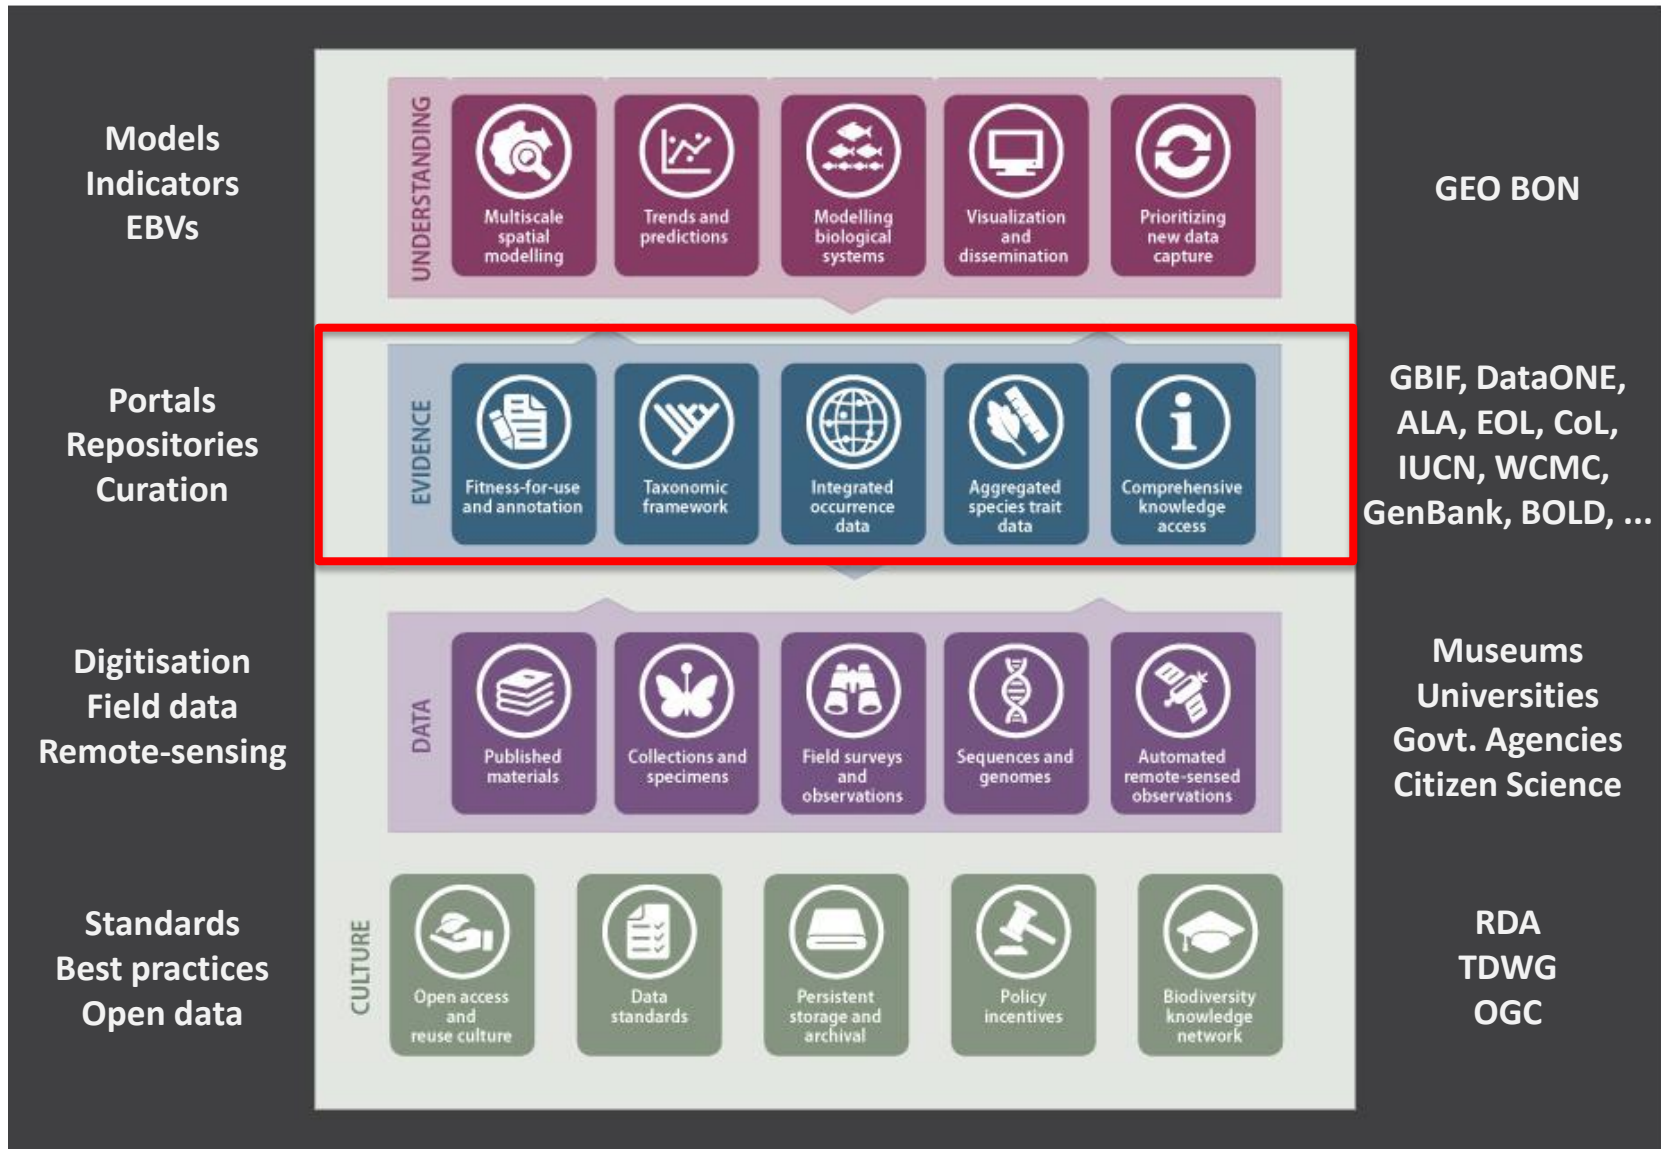 Models
Indicators
EBVs
UNDERSTANDING
Multiscale
spatial
modelling
Trends and
predictions
Modelling
biological
systems
Visualization
and
dissemination
Prioritizing
new data
capture
GEO BON
Portals
Repositories
Curation
EVIDENCE
Fitness-for-use
and annotation
Taxonomic
framework
Integrated
occurrence
data
Aggregated
species trait
data
Comprehensive
knowledge
access
GBIF, DataONE,
ALA, EOL, CoL,
IUCN, WCMC,
GenBank, BOLD, ...
Digitisation
Field data
Remote-sensing
DATA
Published
materials
Collections and
specimens
Field surveys
and
observations
Sequences and
genomes
Automated
remote-sensed
observations
Museums
Universities
Govt. Agencies
Citizen Science
Standards
Best practices
Open data
CULTURE
Open access
and
reuse culture
Data
standards
Persistent
storage and
archival
Policy
incentives
Biodiversity
knowledge
network
RDA
TDWG
OGC